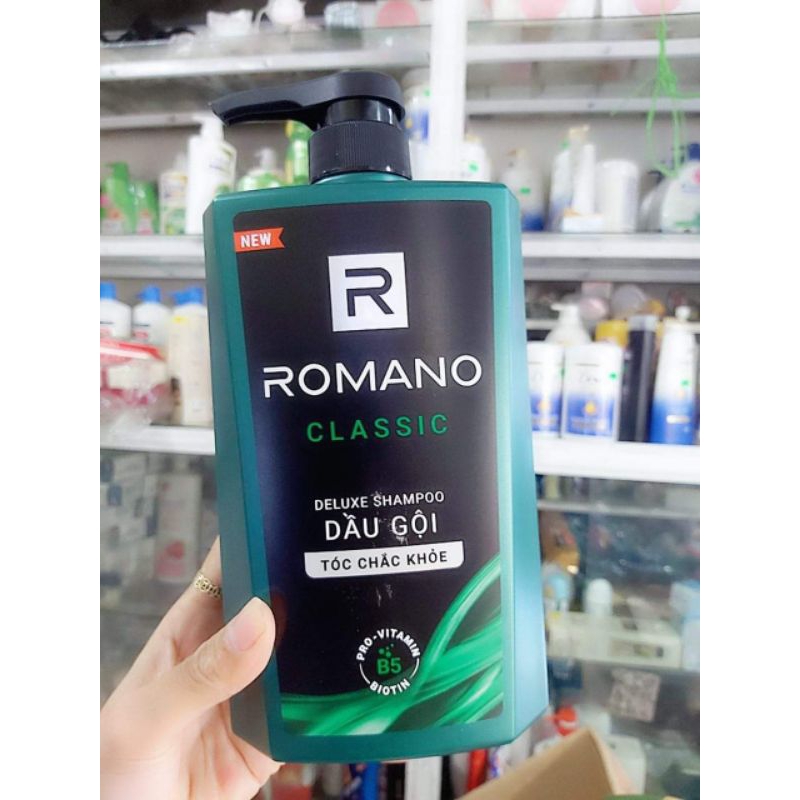 NEW
R
ROMANO
CLASSIC
DELUXE SHAMPOO
DẦU GỘI
TÓC CHẮC KHỎE
PRO-VITAMIN
B5
BIOTIN